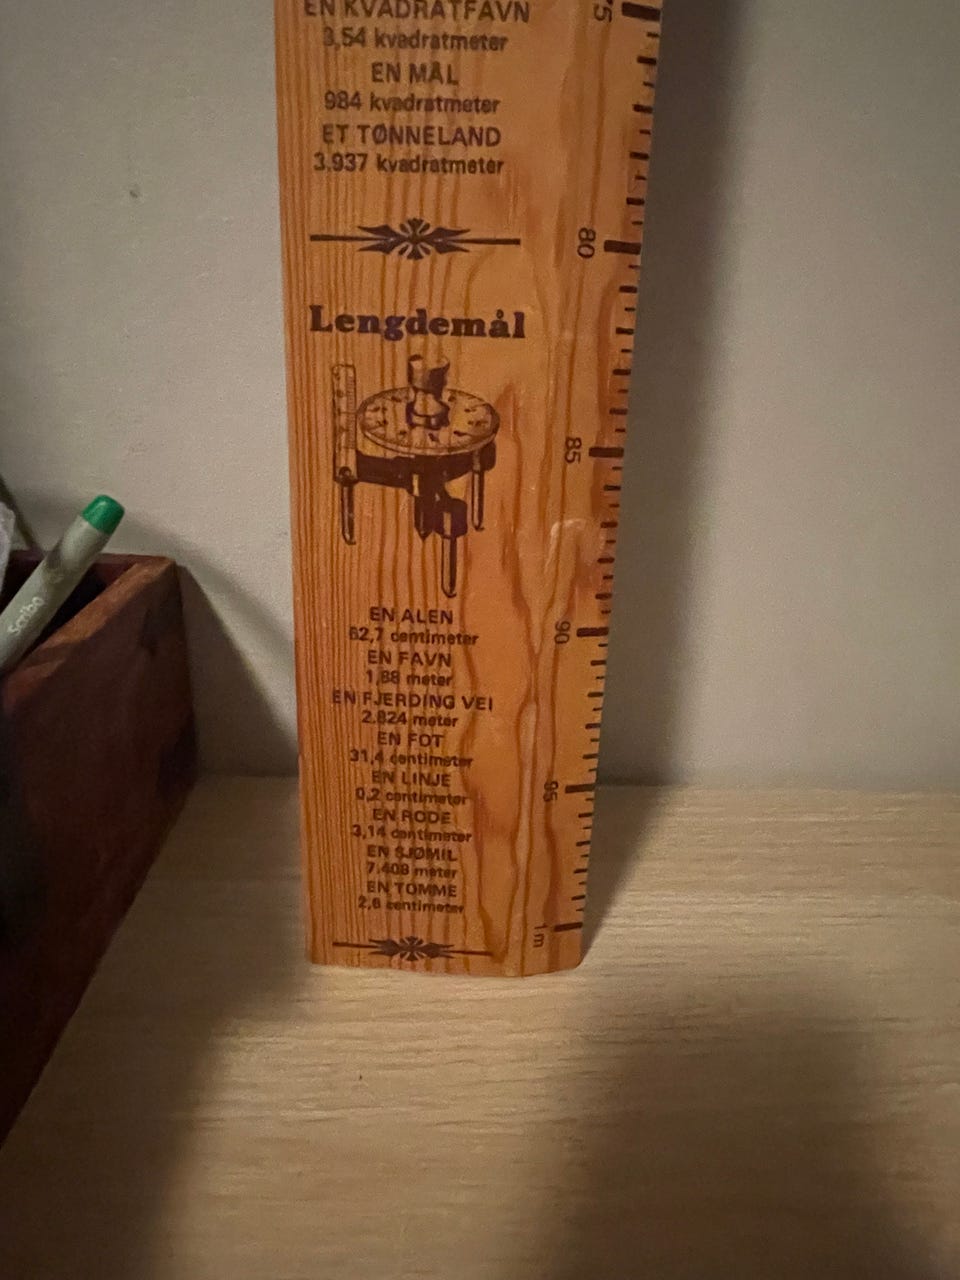 EN KVADRATFAVN
3,54 kvadratmeter
EN MÅL
984 kvadratmeter
ET TØNNELAND
3.937 kvadratmeter
Lengdemål
EN ALEN
62,7 centimeter
EN FAVN
1,88 meter
EN FJERDING VEI
2.824 meter
EN FOT
31,4 centimeter
EN LINJE
0,2 centimeter
EN RODE
3,14 centimeter
EN SJØMIL
7.408 meter
EN TOMME
2,6 centimeter
75
80
85
90
95
1m
Scribo